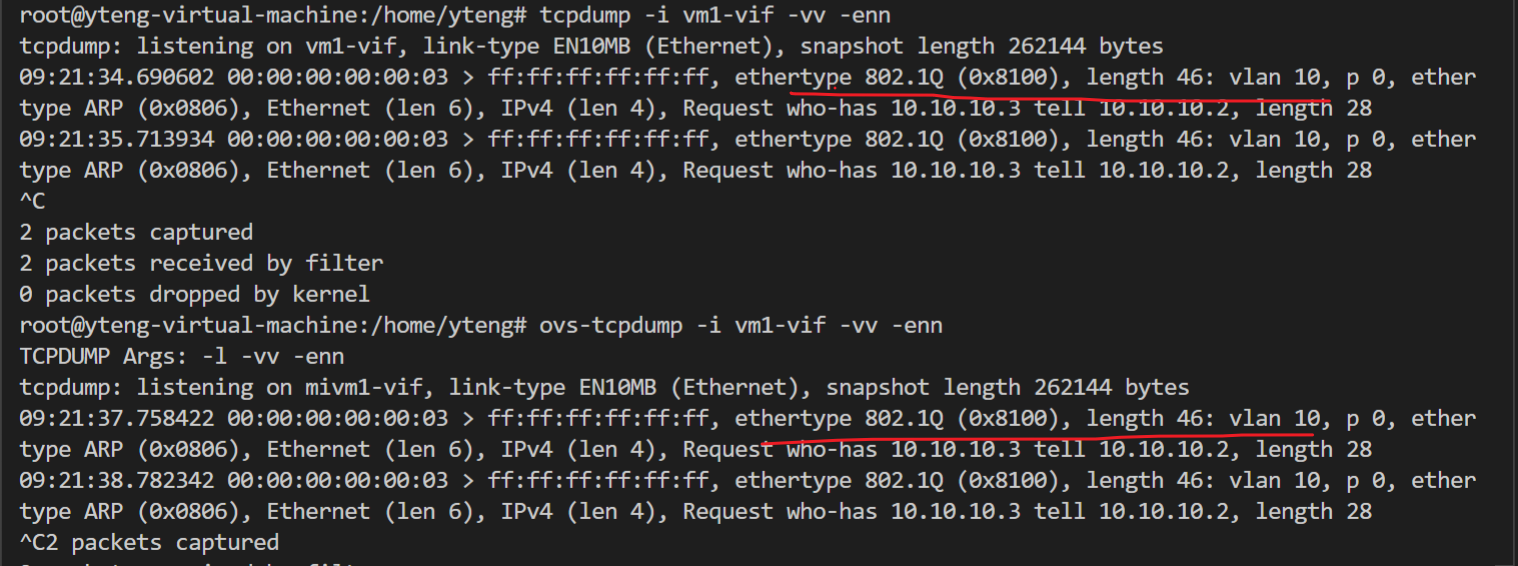 root@yteng-virtual-machine:/home/yteng# tcpdump -i vm1-vif -vv -enn
tcpdump: listening on vm1-vif, link-type EN10MB (Ethernet), snapshot length 262144 bytes
09:21:34.690602 00:00:00:00:00:03 > ff:ff:ff:ff:ff:ff, ethertype 802.1Q (0x8100), length 46: vlan 10, p 0, ether
type ARP (0x0806), Ethernet (len 6), IPv4 (len 4), Request who-has 10.10.10.3 tell 10.10.10.2, length 28
09:21:35.713934 00:00:00:00:00:03 > ff:ff:ff:ff:ff:ff, ethertype 802.1Q (0x8100), length 46: vlan 10, p 0, ether
type ARP (0x0806), Ethernet (len 6), IPv4 (len 4), Request who-has 10.10.10.3 tell 10.10.10.2, length 28
^C
2 packets captured
2 packets received by filter
0 packets dropped by kernel
root@yteng-virtual-machine:/home/yteng# ovs-tcpdump -i vm1-vif -vv -enn
TCPDUMP Args: -l -vv -enn
tcpdump: listening on mivm1-vif, link-type EN10MB (Ethernet), snapshot length 262144 bytes
09:21:37.758422 00:00:00:00:00:03 > ff:ff:ff:ff:ff:ff, ethertype 802.1Q (0x8100), length 46: vlan 10, p 0, ether
type ARP (0x0806), Ethernet (len 6), IPv4 (len 4), Request who-has 10.10.10.3 tell 10.10.10.2, length 28
09:21:38.782342 00:00:00:00:00:03 > ff:ff:ff:ff:ff:ff, ethertype 802.1Q (0x8100), length 46: vlan 10, p 0, ether
type ARP (0x0806), Ethernet (len 6), IPv4 (len 4), Request who-has 10.10.10.3 tell 10.10.10.2, length 28
^C2 packets captured